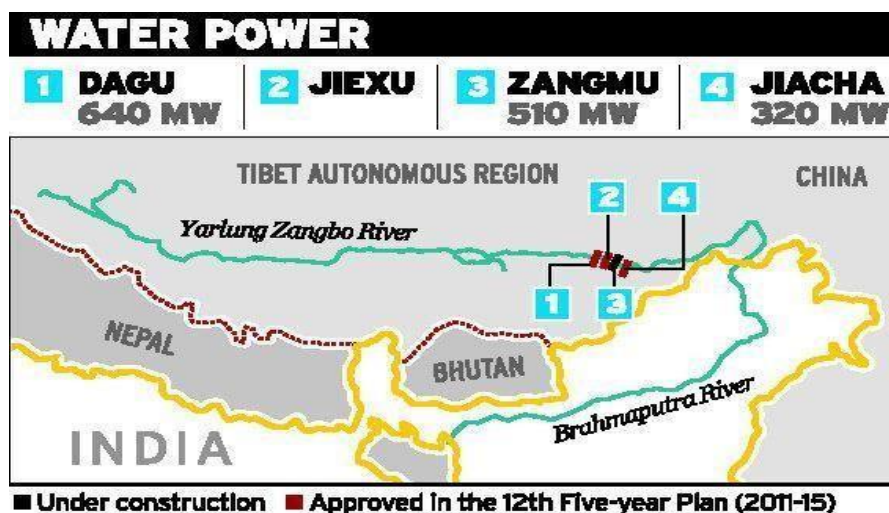 WATER POWER
1 DAGU 640 MW
2 JIEXU
3 ZANGMU 510 MW
4 JIACHA 320 MW
TIBET AUTONOMOUS REGION
CHINA
2 4
Yarlung Zangbo River
1 3
NEPAL
BHUTAN
Brahmaputra River
INDIA
Under construction Approved in the 12th Five-year Plan (2011-15)